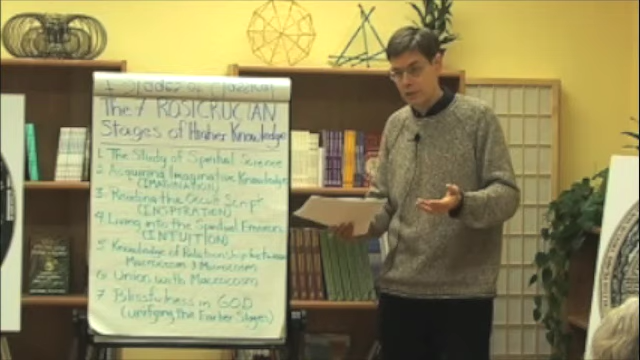 The 7 ROSICRUCIAN
Stages of Higher Knowledge
1. The Study of Spiritual Science
2. Acquiring Imaginative Knowledge
(IMAGINATION)
3. Reading the Occult Script
(INSPIRATION)
4. Living into the Spiritual Environ
(INTUITION)
5. Knowledge of Relationship between
Macrocosm & Microcosm
6. Union with Macrocosm
7 Blissfulness in GOD
(unifying the Earlier Stages)